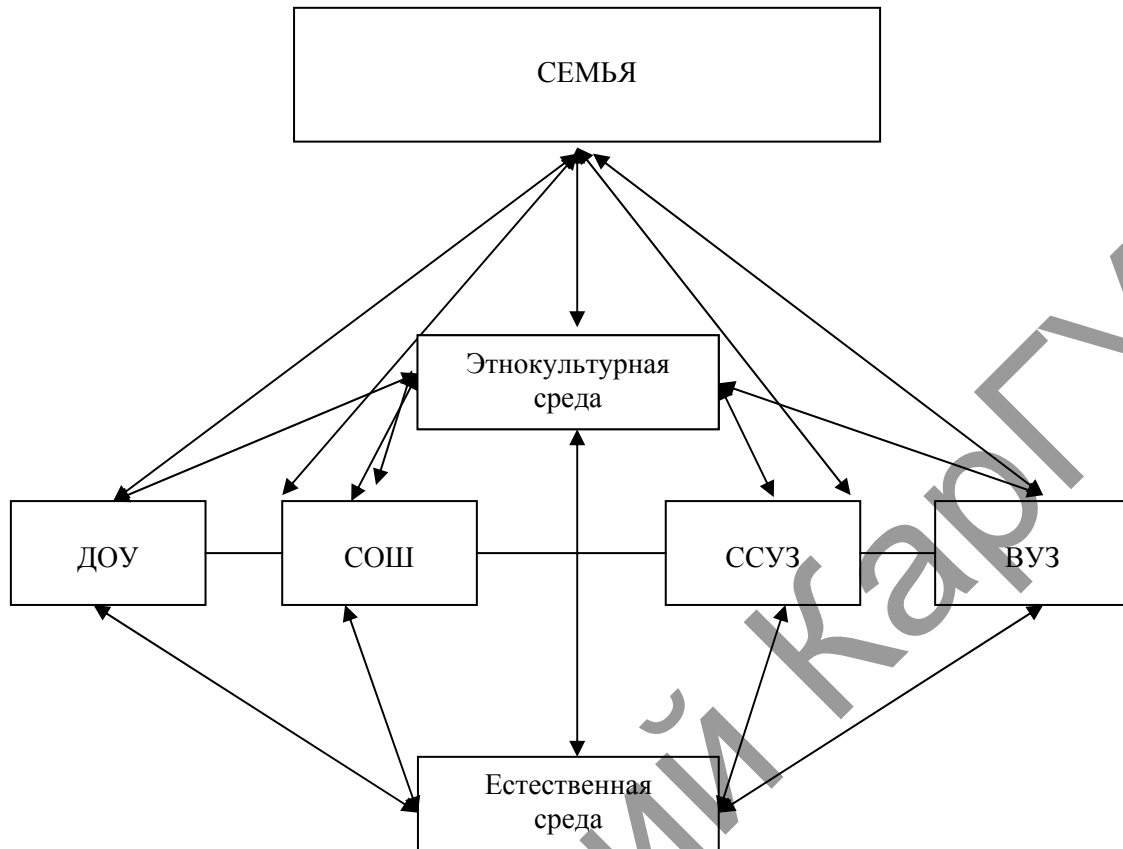 СЕМЬЯ
Этнокультурная
среда
ДОУ
СОШ
ССУЗ
ВУЗ
Естественная
среда